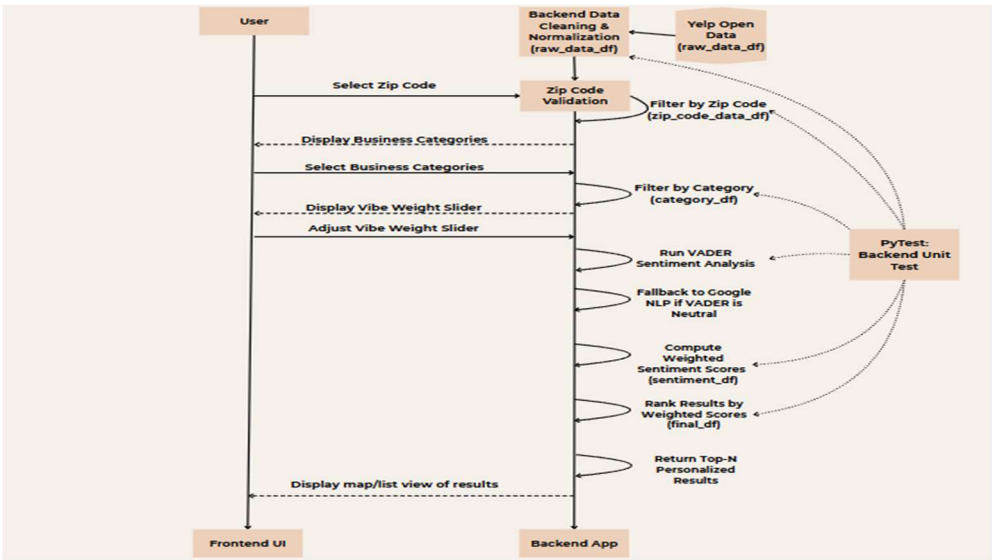 User
Backend Data
Cleaning &
Normalization
(raw_data_df)
Yelp Open
Data
(raw_data_df)
Select Zip Code
Zip Code
Validation
Filter by Zip Code
(zip_code_data_df)
Display Business Categories
Select Business Categories
Filter by Category
(category_df)
Display Vibe Weight Slider
Adjust Vibe Weight Slider
PyTest:
Backend Unit
Test
Run VADER
Sentiment Analysis
Fallback to Google
NLP if VADER is
Neutral
Compute
Weighted
Sentiment Scores
(sentiment_df)
Rank Results by
Weighted Scores
(final_df)
Return Top-N
Personalized
Results
Display map/list view of results
Frontend UI
Backend App